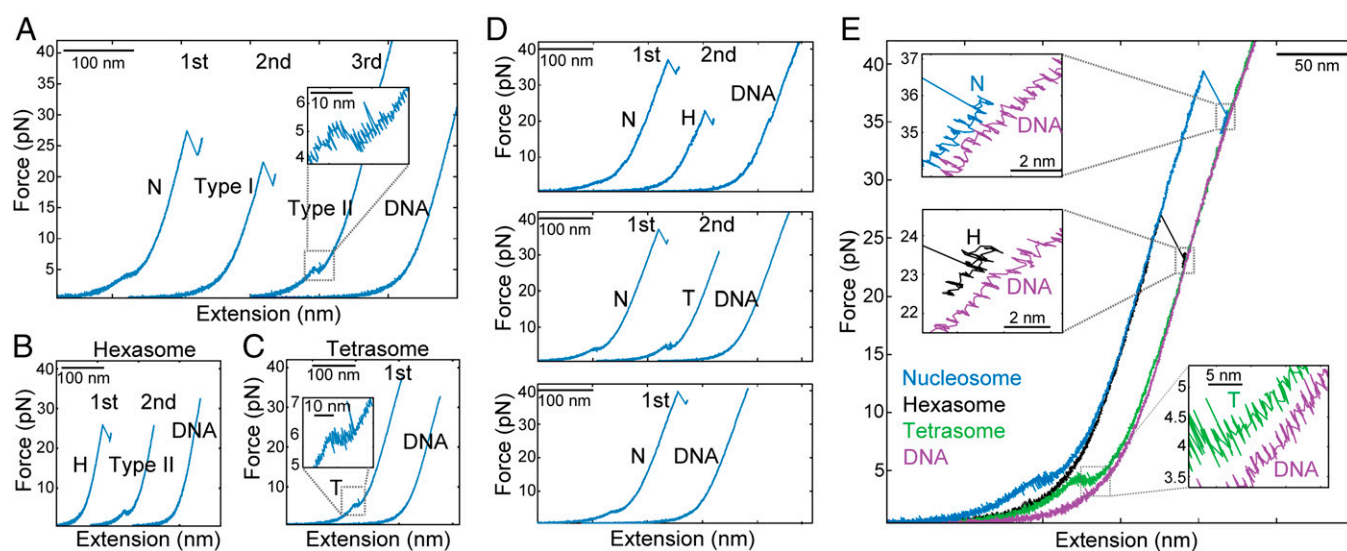 A
40
35
30
25
20
15
10
5
Force (pN)
100 nm
1st
2nd
3rd
N
Type I
Type II
DNA
10 nm
6
5
4
Extension (nm)
B
Hexasome
40
30
20
10
Force (pN)
100 nm
1st
2nd
H
Type II
DNA
Extension (nm)
C
Tetrasome
40
30
20
10
Force (pN)
100 nm
1st
10 nm
7
6
5
T
DNA
Extension (nm)
D
40
30
20
10
Force (pN)
100 nm
1st
2nd
N
H
DNA
40
30
20
10
Force (pN)
100 nm
1st
2nd
N
T
DNA
40
30
20
10
Force (pN)
100 nm
1st
N
DNA
Extension (nm)
E
40
35
30
25
20
15
10
5
Force (pN)
50 nm
37
36
35
N
DNA
2 nm
24
23
22
H
DNA
2 nm
Nucleosome
Hexasome
Tetrasome
DNA
5 nm
5
4.5
4
3.5
T
DNA
Extension (nm)